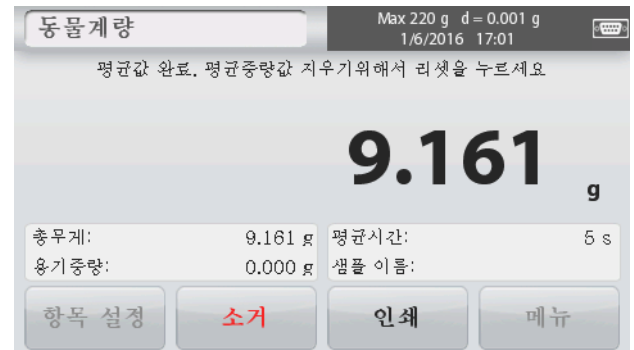 동물계량
Max 220 g d = 0.001 g
1/6/2016 17:01
평균값 완료. 평균중량값 지우기위해서 리셋을 누르세요
9.161 g
총무게: 9.161 g
용기중량: 0.000 g
평균시간: 5 s
샘플 이름:
항목 설정
소거
인쇄
메뉴